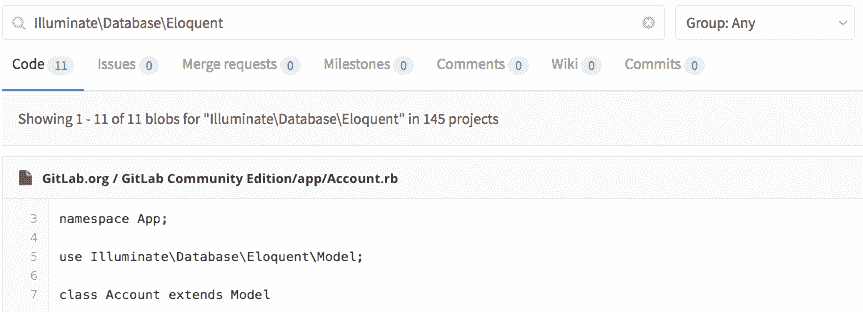 Illuminate\Database\Eloquent Group: Any
Code 11 Issues 0 Merge requests 0 Milestones 0 Comments 0 Wiki 0 Commits 0
Showing 1 - 11 of 11 blobs for "Illuminate\Database\Eloquent" in 145 projects
GitLab.org / GitLab Community Edition/app/Account.rb
3 namespace App;
4
5 use Illuminate\Database\Eloquent\Model;
6
7 class Account extends Model